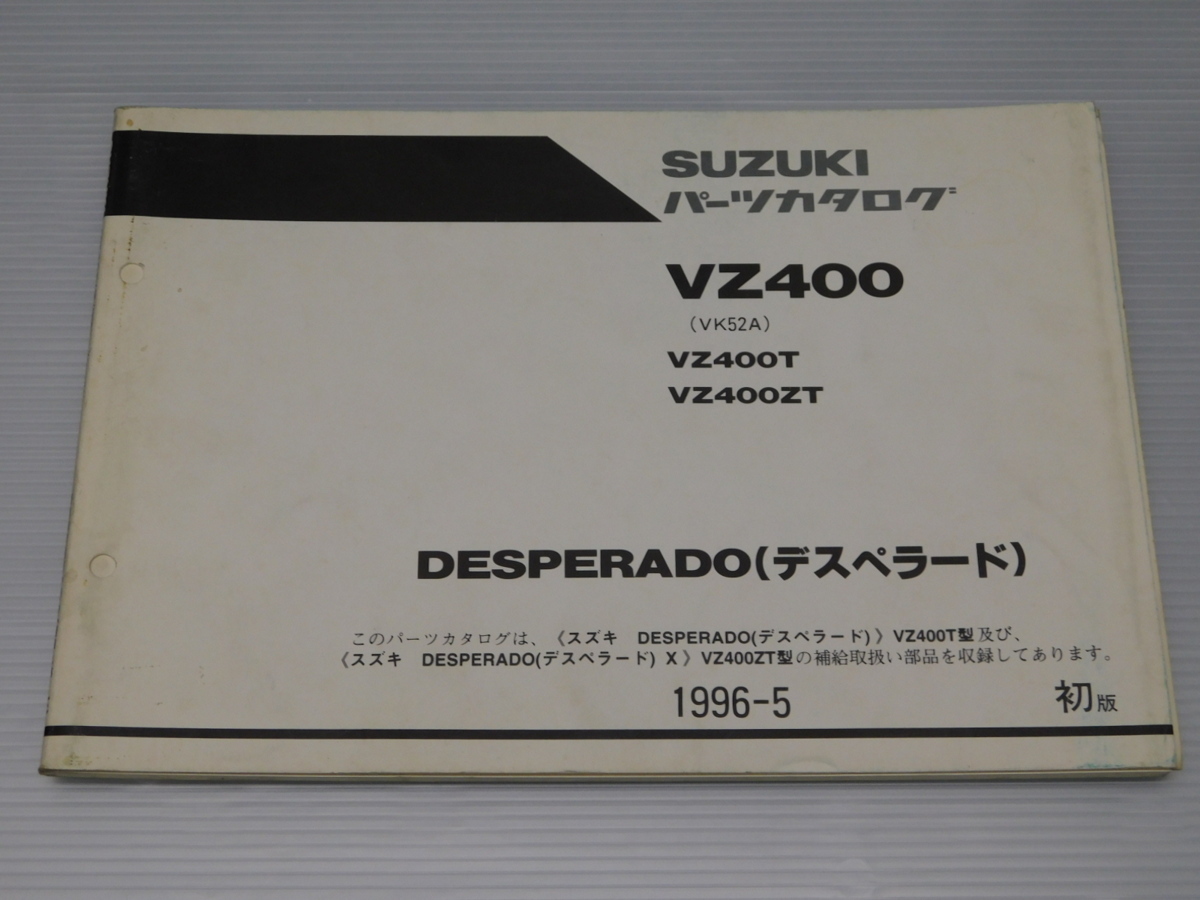 SUZUKI
パーツカタログ
VZ400
(VK52A)
VZ400T
VZ400ZT
DESPERADO(デスペラード)
このパーツカタログは、《スズキ DESPERADO(デスペラード)》VZ400T型及び、
《スズキ DESPERADO(デスペラード) X》VZ400ZT型の補給取扱い部品を収録してあります。
1996-5 初版